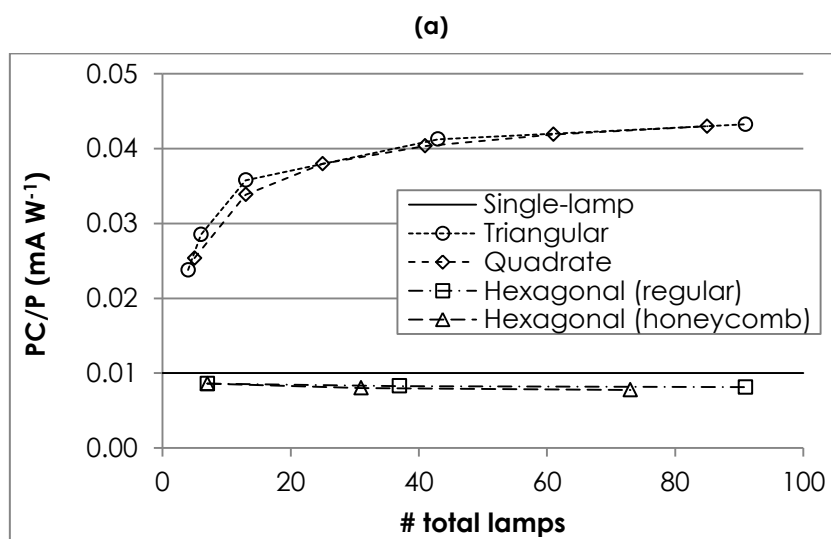 (a)
0.05
0.04
0.03
0.02
0.01
0.00
PC/P (mA W-1)
Single-lamp
Triangular
Quadrate
Hexagonal (regular)
Hexagonal (honeycomb)
0 20 40 60 80 100
# total lamps